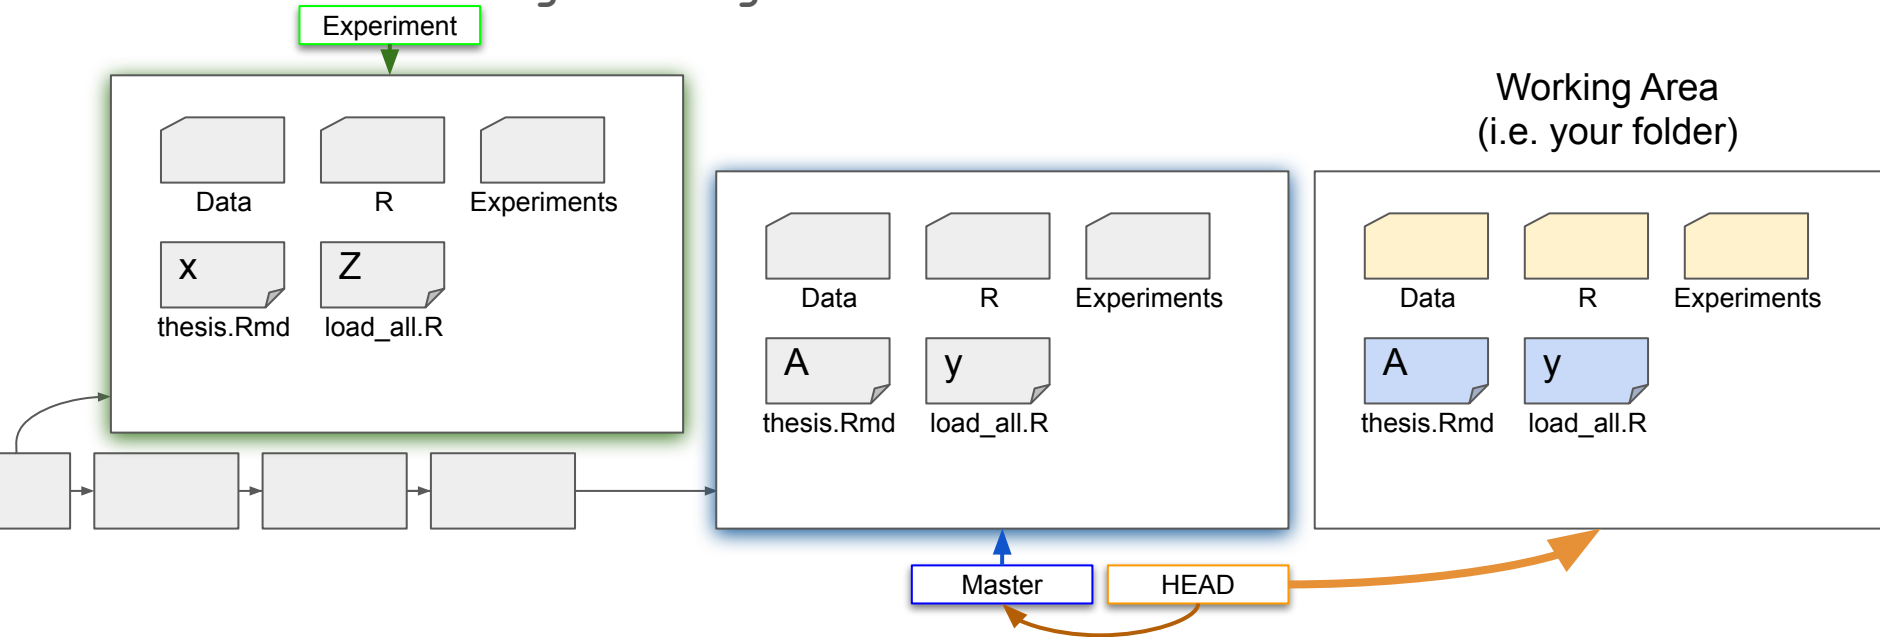 Experiment
Data
R
Experiments
x
Z
thesis.Rmd
load_all.R
Data
R
Experiments
A
y
thesis.Rmd
load_all.R
Master
HEAD
Working Area
(i.e. your folder)
Data
R
Experiments
A
y
thesis.Rmd
load_all.R